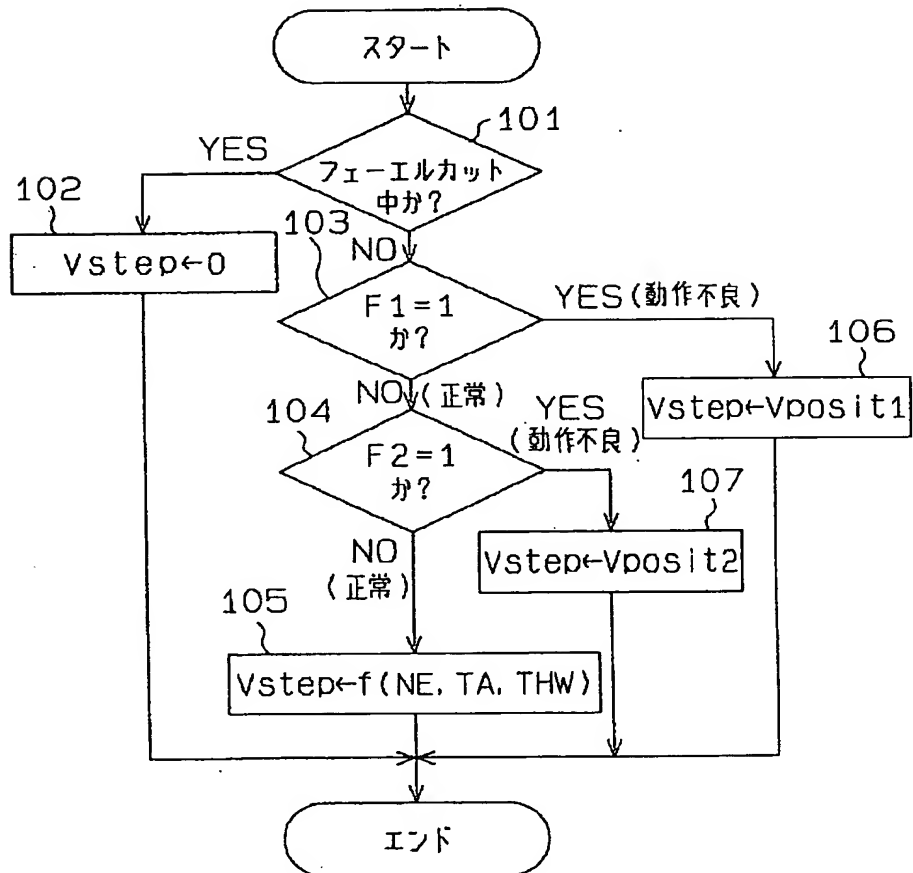 スタート
101
YES
フェーエルカット
中か?
102
Vstep←0
103
NO
F1=1
か?
YES(動作不良)
106
Vstep←Vposit1
NO(正常)
104
YES
(動作不良)
F2=1
か?
107
Vstep←Vposit2
NO
(正常)
105
Vstep←f(NE, TA, THW)
エンド